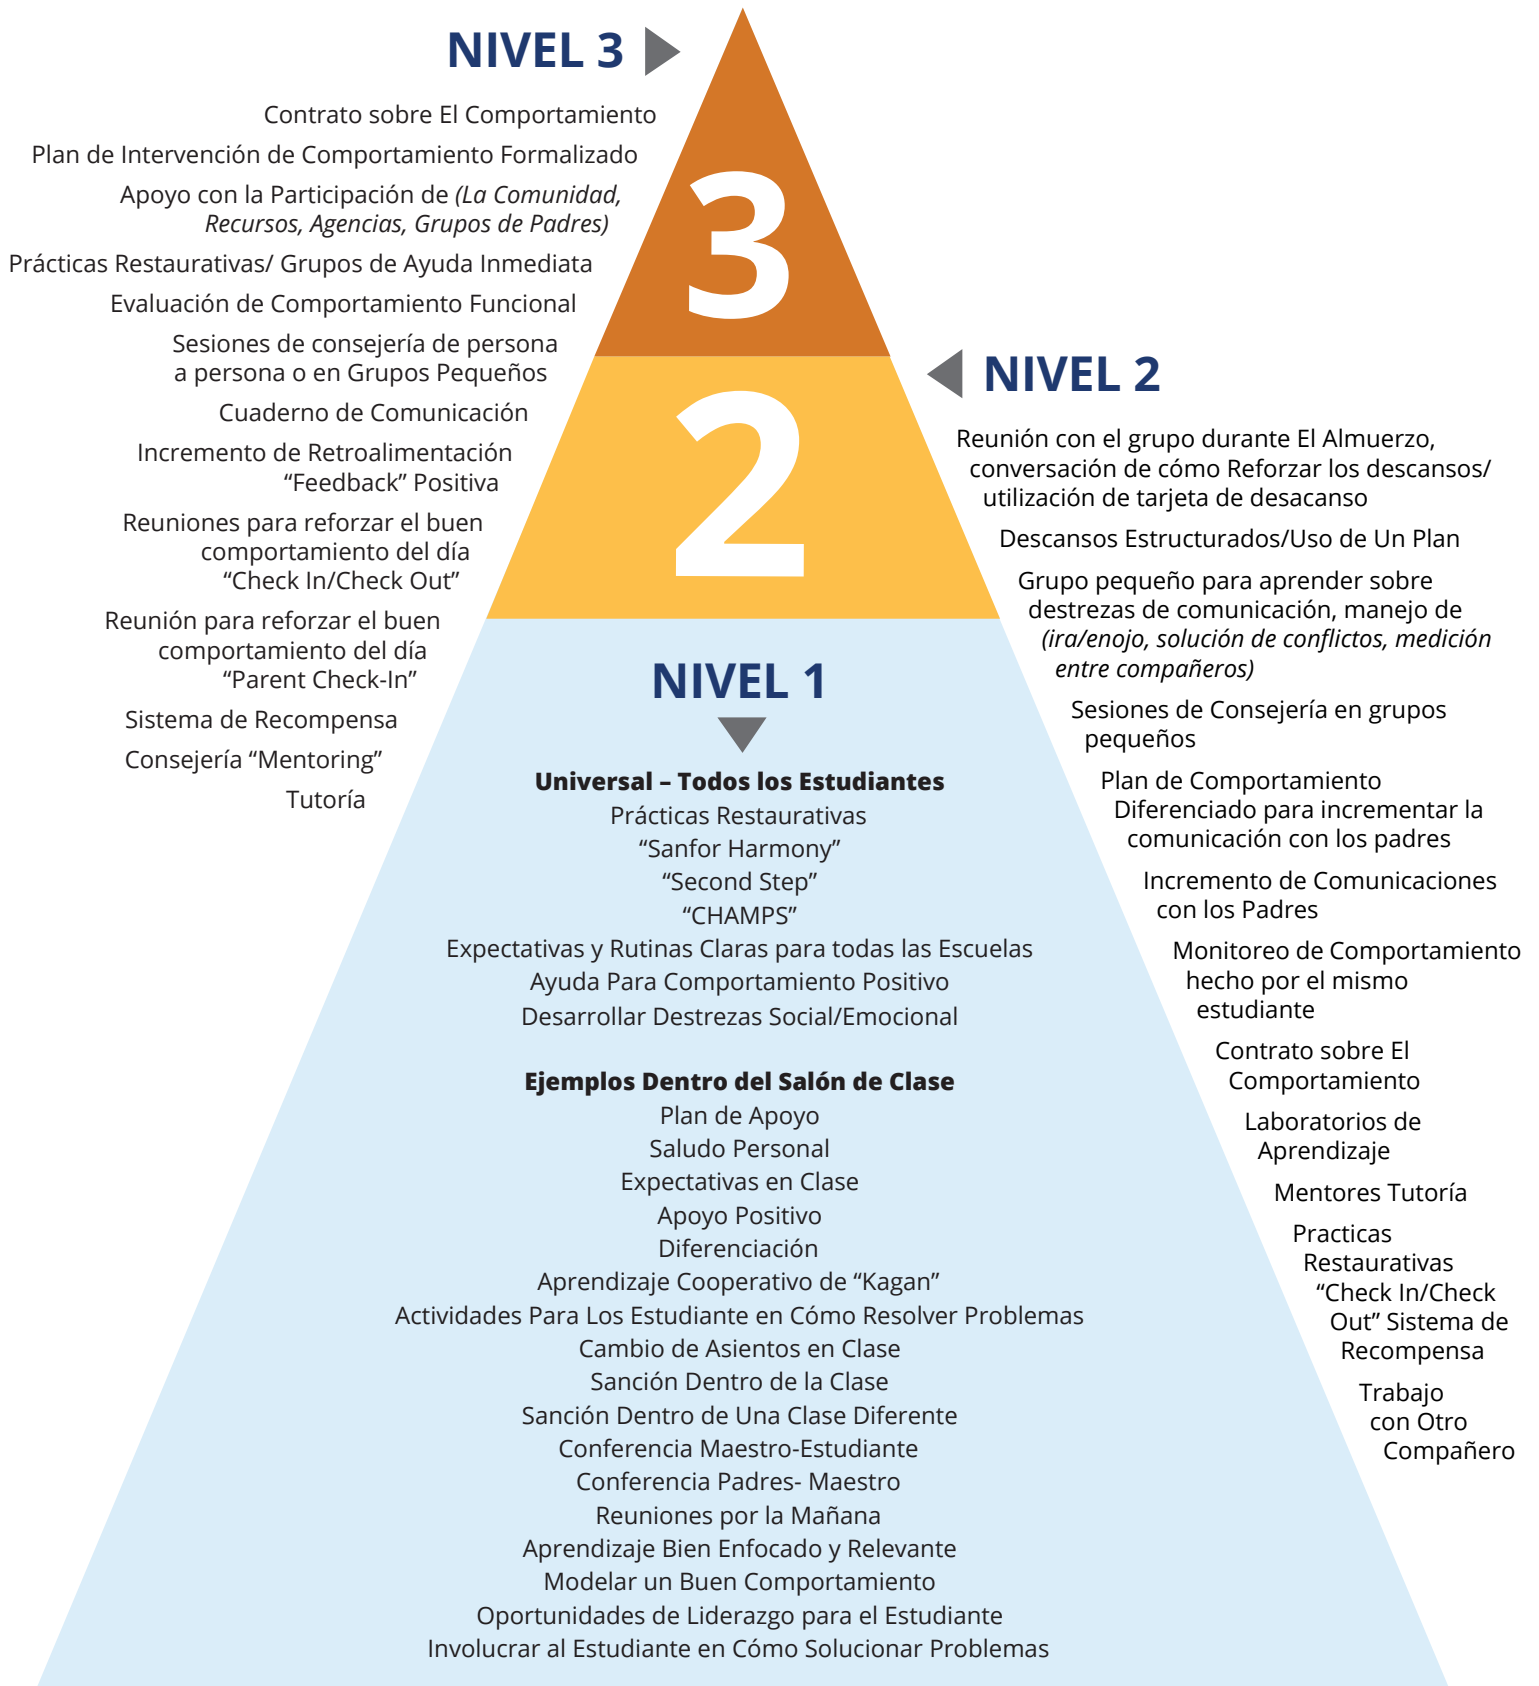 NIVEL 3
Contrato sobre El Comportamiento
Plan de Intervención de Comportamiento Formalizado
Apoyo con la Participación de (La Comunidad,
Recursos, Agencias, Grupos de Padres)
Prácticas Restaurativas/ Grupos de Ayuda Inmediata
Evaluación de Comportamiento Funcional
Sesiones de consejería de persona
a persona o en Grupos Pequeños
Cuaderno de Comunicación
Incremento de Retroalimentación
“Feedback” Positiva
Reuniones para reforzar el buen
comportamiento del día
“Check In/Check Out”
Reunión para reforzar el buen
comportamiento del día
“Parent Check-In”
Sistema de Recompensa
Consejería “Mentoring”
Tutoría
3
2
NIVEL 2
Reunión con el grupo durante El Almuerzo,
conversación de cómo Reforzar los descansos/
utilización de tarjeta de desacanso
Descansos Estructurados/Uso de Un Plan
Grupo pequeño para aprender sobre
destrezas de comunicación, manejo de
(ira/enojo, solución de conflictos, medición
entre compañeros)
Sesiones de Consejería en grupos
pequeños
Plan de Comportamiento
Diferenciado para incrementar la
comunicación con los padres
Incremento de Comunicaciones
con los Padres
Monitoreo de Comportamiento
hecho por el mismo
estudiante
Contrato sobre El
Comportamiento
Laboratorios de
Aprendizaje
Mentores Tutoría
Practicas
Restaurativas
“Check In/Check
Out” Sistema de
Recompensa
Trabajo
con Otro
Compañero
NIVEL 1
Universal – Todos los Estudiantes
Prácticas Restaurativas
“Sanfor Harmony”
“Second Step”
“CHAMPS”
Expectativas y Rutinas Claras para todas las Escuelas
Ayuda Para Comportamiento Positivo
Desarrollar Destrezas Social/Emocional
Ejemplos Dentro del Salón de Clase
Plan de Apoyo
Saludo Personal
Expectativas en Clase
Apoyo Positivo
Diferenciación
Aprendizaje Cooperativo de “Kagan”
Actividades Para Los Estudiante en Cómo Resolver Problemas
Cambio de Asientos en Clase
Sanción Dentro de la Clase
Sanción Dentro de Una Clase Diferente
Conferencia Maestro-Estudiante
Conferencia Padres- Maestro
Reuniones por la Mañana
Aprendizaje Bien Enfocado y Relevante
Modelar un Buen Comportamiento
Oportunidades de Liderazgo para el Estudiante
Involucrar al Estudiante en Cómo Solucionar Problemas